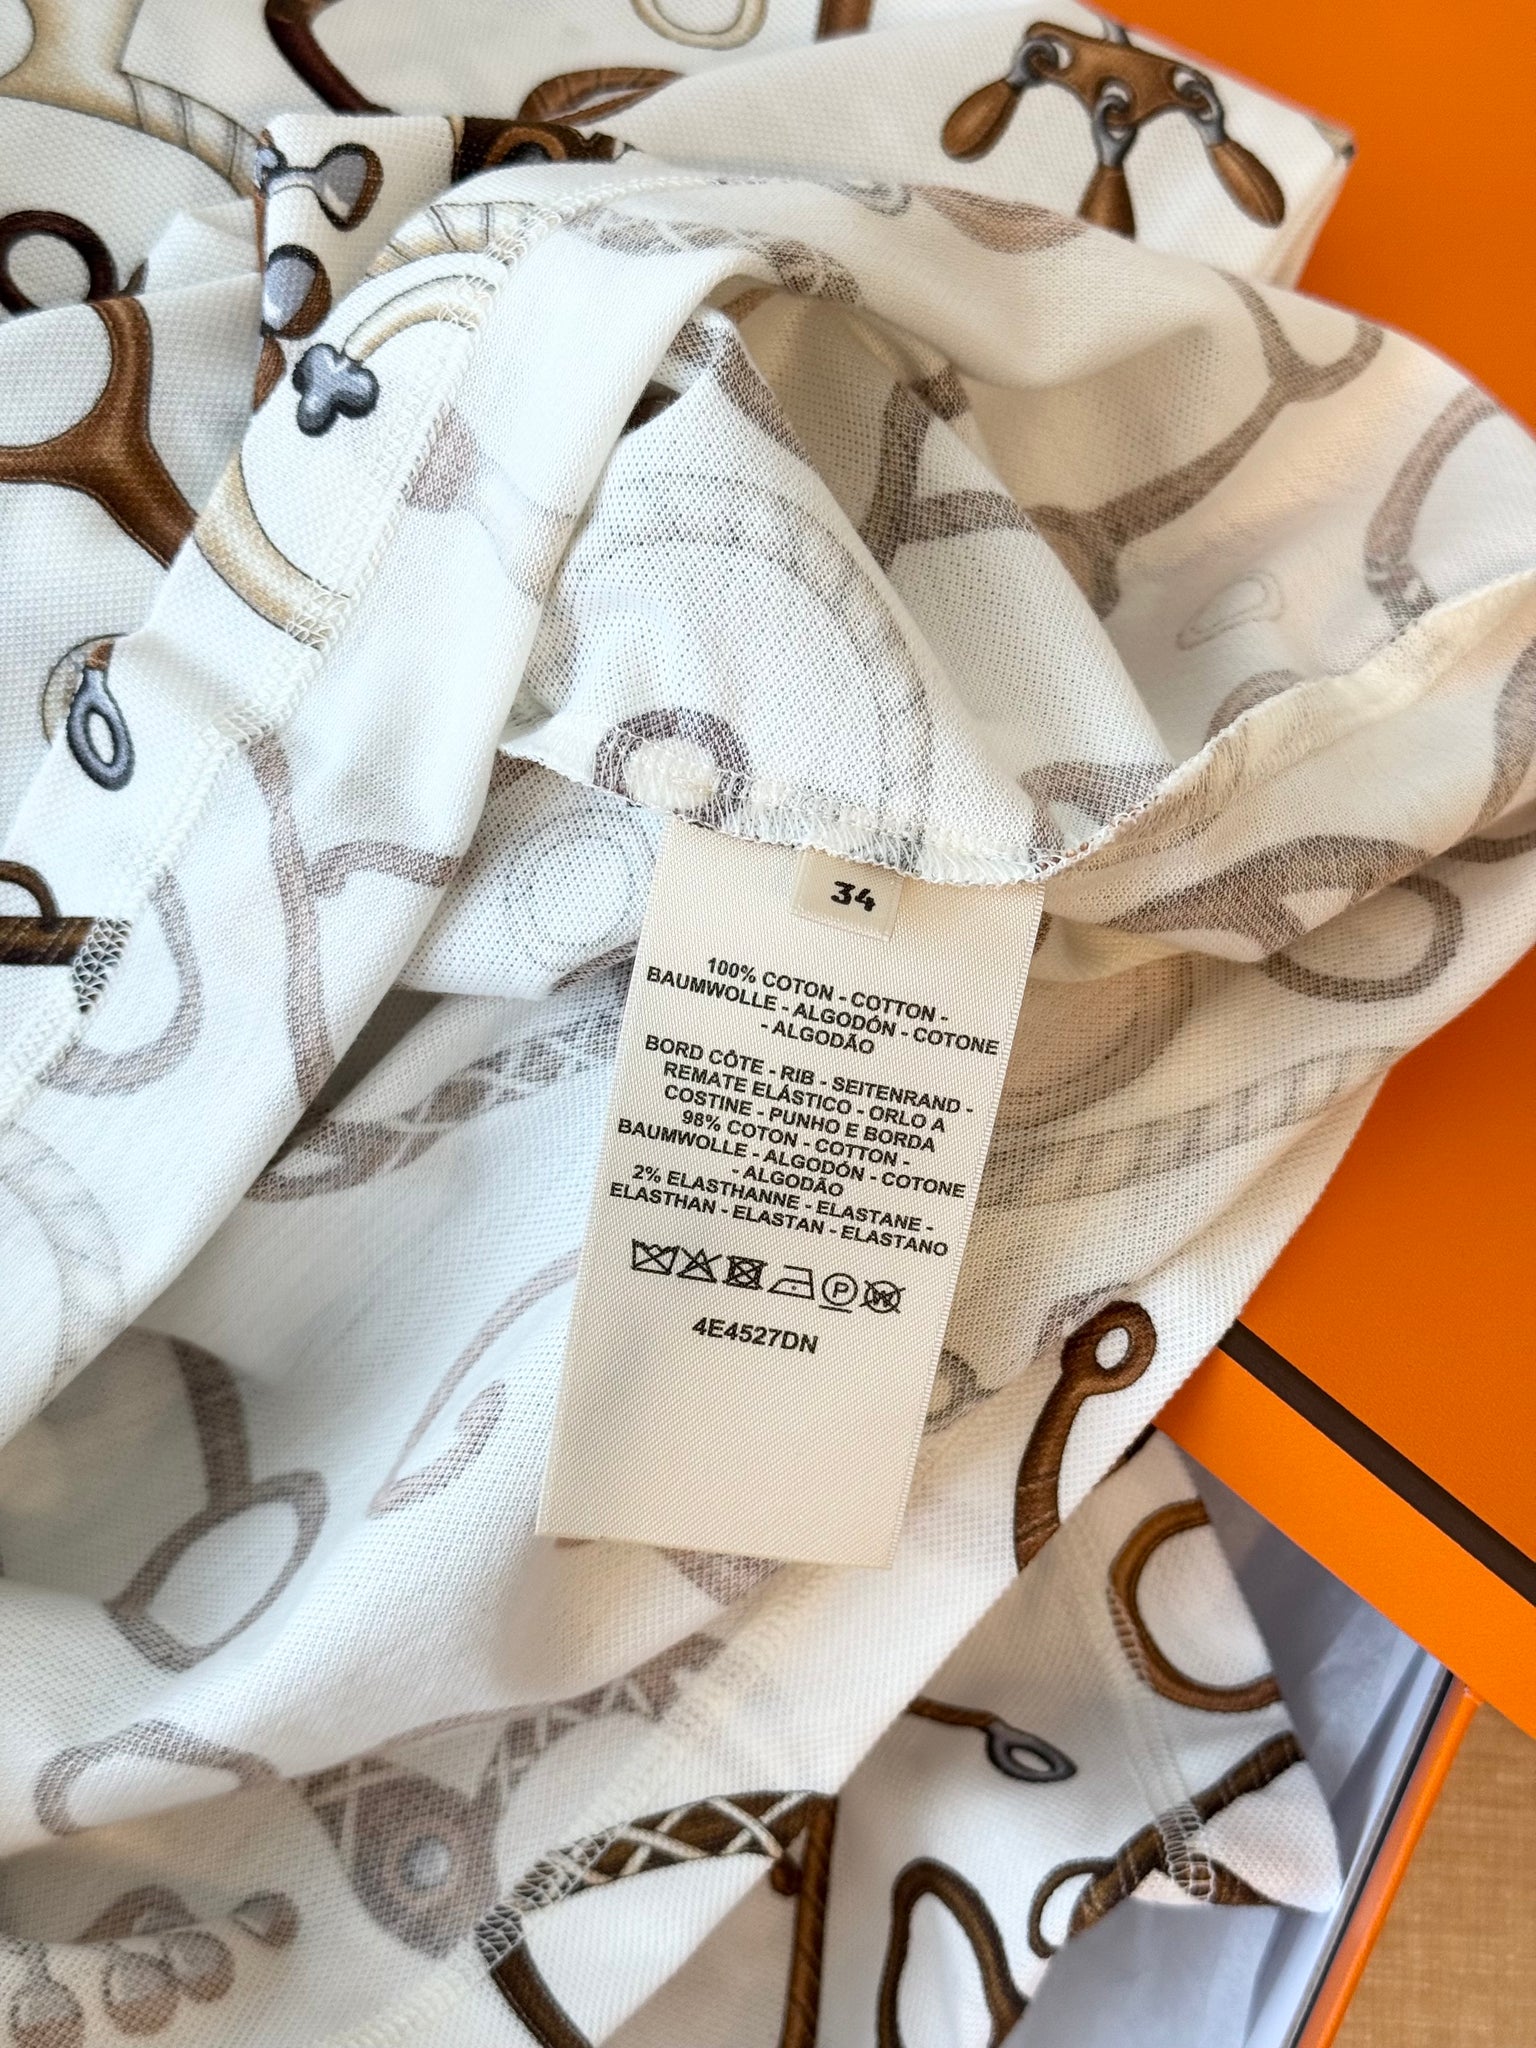 34
100% COTON - COTTON -
BAUMWOLLE - ALGODÓN - COTONE
- ALGODÃO
BORD CÔTE - RIB - SEITENRAND -
REMATE ELÁSTICO - ORLO A
COSTINE - PUNHO E BORDA
98% COTON - COTTON -
BAUMWOLLE - ALGODÓN - COTONE
- ALGODÃO
2% ELASTHANNE - ELASTANE -
ELASTHAN - ELASTAN - ELASTANO
P W
4E4527DN